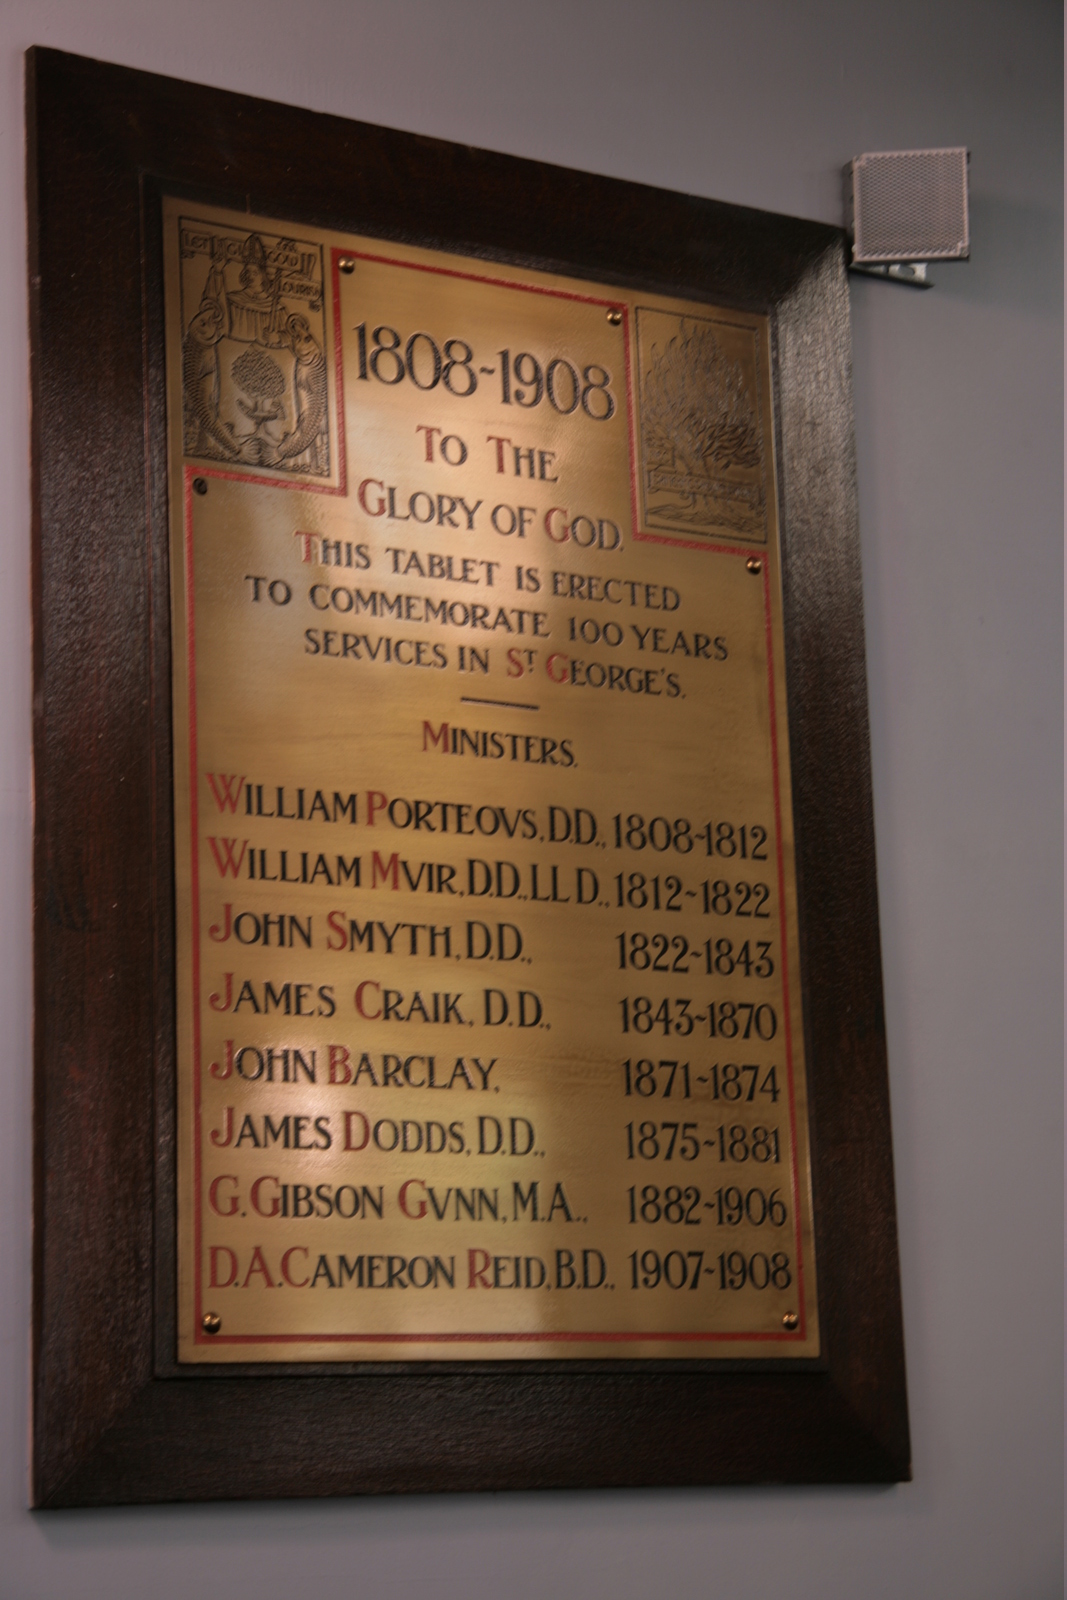 1808~1908
TO THE
GLORY OF GOD.
THIS TABLET IS ERECTED
TO COMMEMORATE 100 YEARS
SERVICES IN ST GEORGE'S.
MINISTERS.
WILLIAM PORTEOVS, D.D., 1808~1812
WILLIAM MVIR, D.D., LL D., 1812~1822
JOHN SMYTH, D.D., 1822~1843
JAMES CRAIK, D.D., 1843~1870
JOHN BARCLAY, 1871~1874
JAMES DODDS, D.D., 1875~1881
G. GIBSON GVNN, M.A., 1882~1906
D.A. CAMERON REID, B.D., 1907~1908